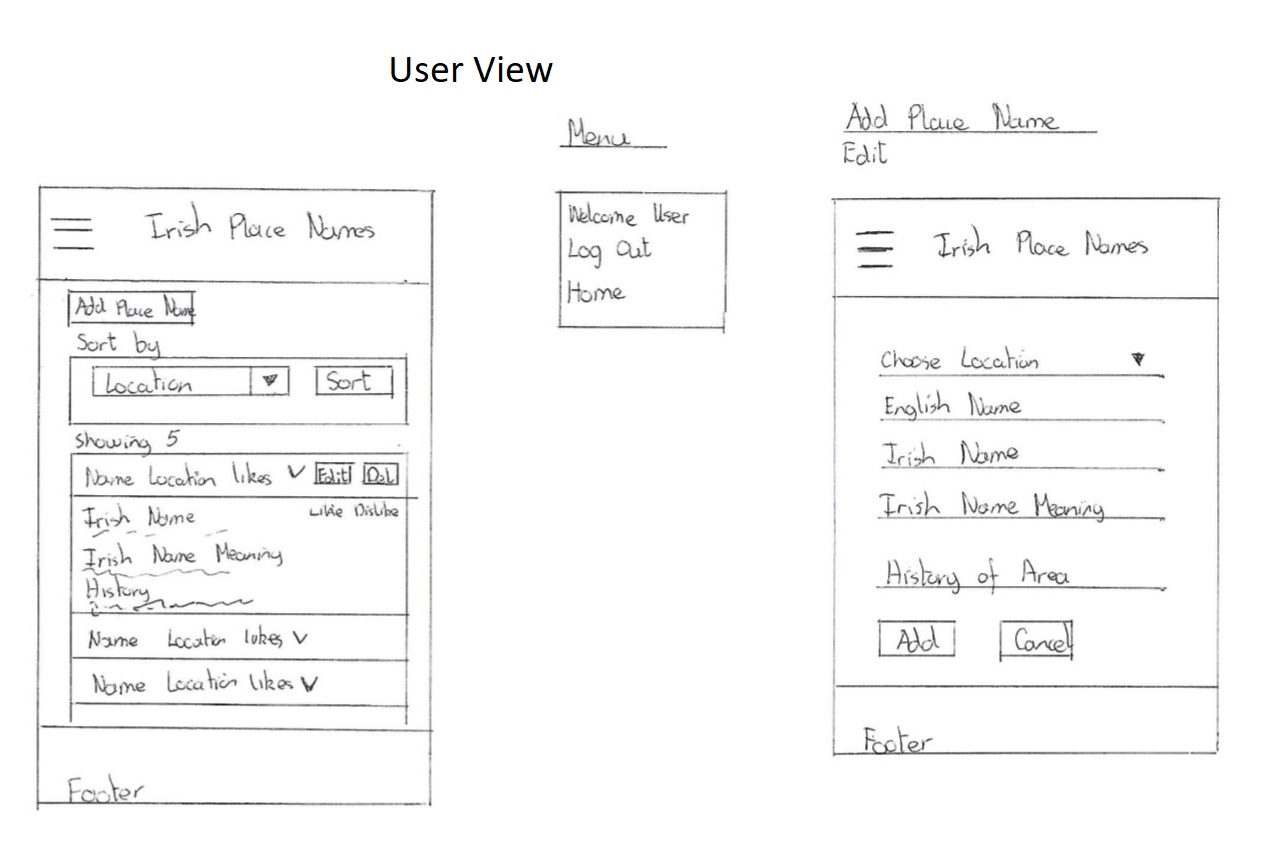 User View
Irish Place Names
Add Place Name
Sort by
Location Sort
Showing 5
Name Location likes Edit Del
Irish Name Like Dislike
Irish Name Meaning
History
Name Location likes
Name Location likes
Footer
Menu
Welcome User
Log Out
Home
Add Place Name
Edit
Irish Place Names
Choose Location
English Name
Irish Name
Irish Name Meaning
History of Area
Add Cancel
Footer